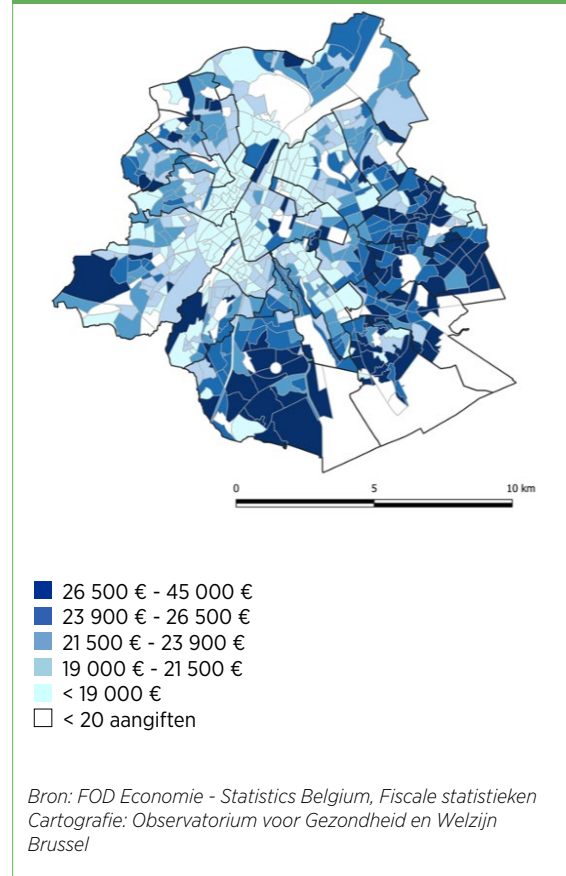 0 5 10 km
26 500 € - 45 000 €
23 900 € - 26 500 €
21 500 € - 23 900 €
19 000 € - 21 500 €
< 19 000 €
< 20 aangiften
Bron: FOD Economie - Statistics Belgium, Fiscale statistieken
Cartografie: Observatorium voor Gezondheid en Welzijn
Brussel